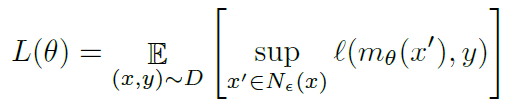 L(θ) = 𝔼_{(x,y)∼D} [ sup_{x′∈N_ϵ(x)} ℓ(m_θ(x′), y) ]